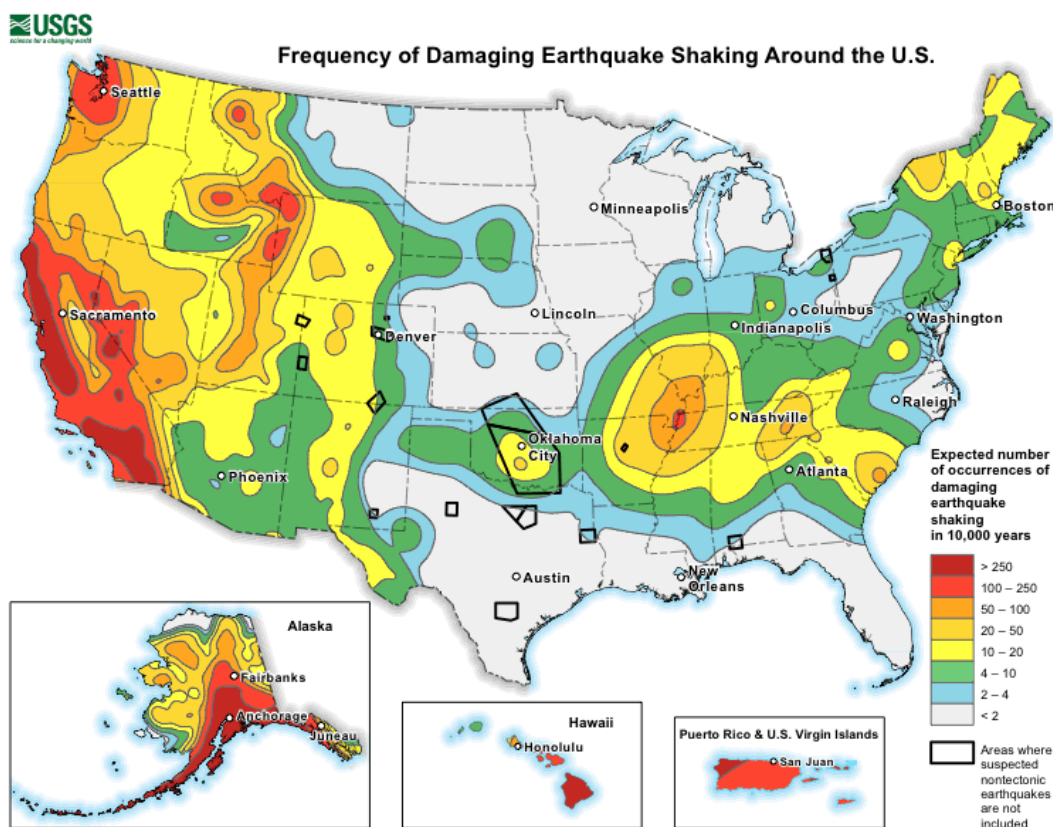 USGS
science for a changing world
Frequency of Damaging Earthquake Shaking Around the U.S.
Seattle
Minneapolis
Boston
Sacramento
Denver
Lincoln
Columbus
Indianapolis
Washington
Raleigh
Nashville
Oklahoma
City
Phoenix
Atlanta
Austin
New
Orleans
Expected number
of occurrences of
damaging
earthquake
shaking
in 10,000 years
> 250
100 – 250
50 – 100
20 – 50
10 – 20
4 – 10
2 – 4
< 2
Areas where
suspected
nontectonic
earthquakes
are not
included
Alaska
Fairbanks
Anchorage
Juneau
Hawaii
Honolulu
Puerto Rico & U.S. Virgin Islands
San Juan